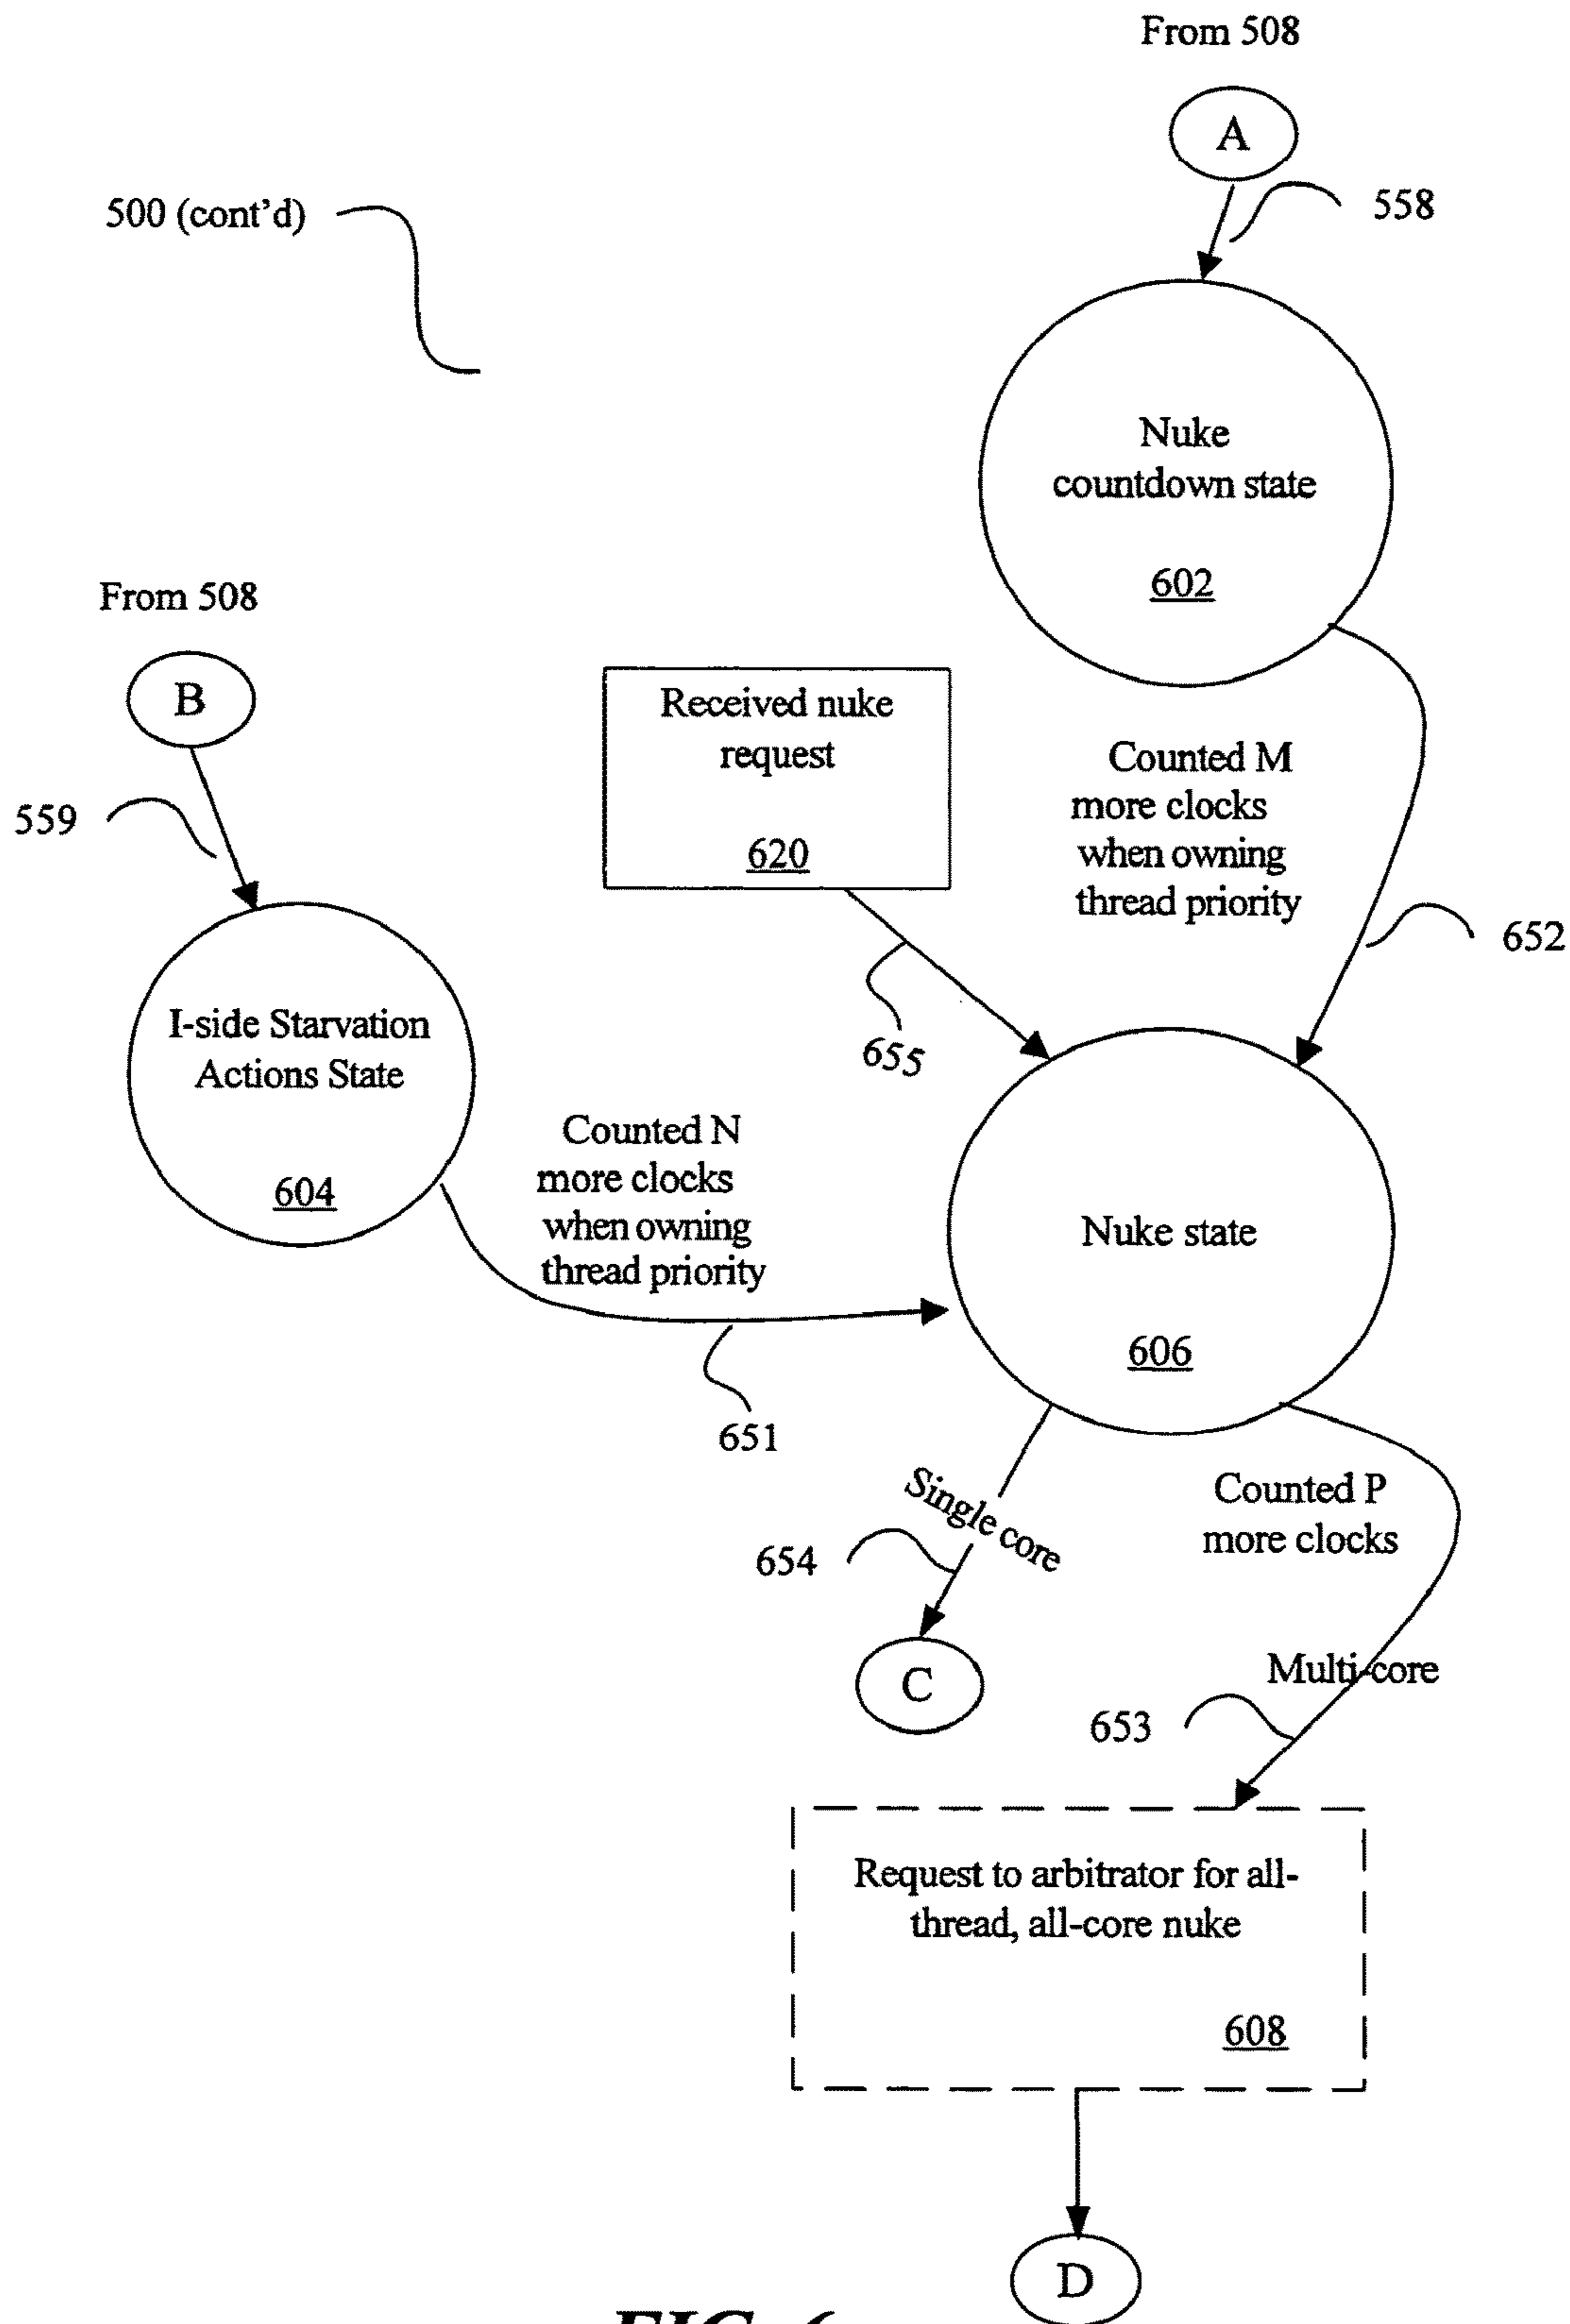 From 508
A
500 (cont'd)
558
Nuke
countdown state
602
From 508
B
Received nuke
request
620
559
Counted M
more clocks
when owning
thread priority
652
I-side Starvation
Actions State
604
655
Counted N
more clocks
when owning
thread priority
651
Nuke state
606
Single core
654
C
Counted P
more clocks
Multi-core
653
Request to arbitrator for all-
thread, all-core nuke
608
D
FIG. 6